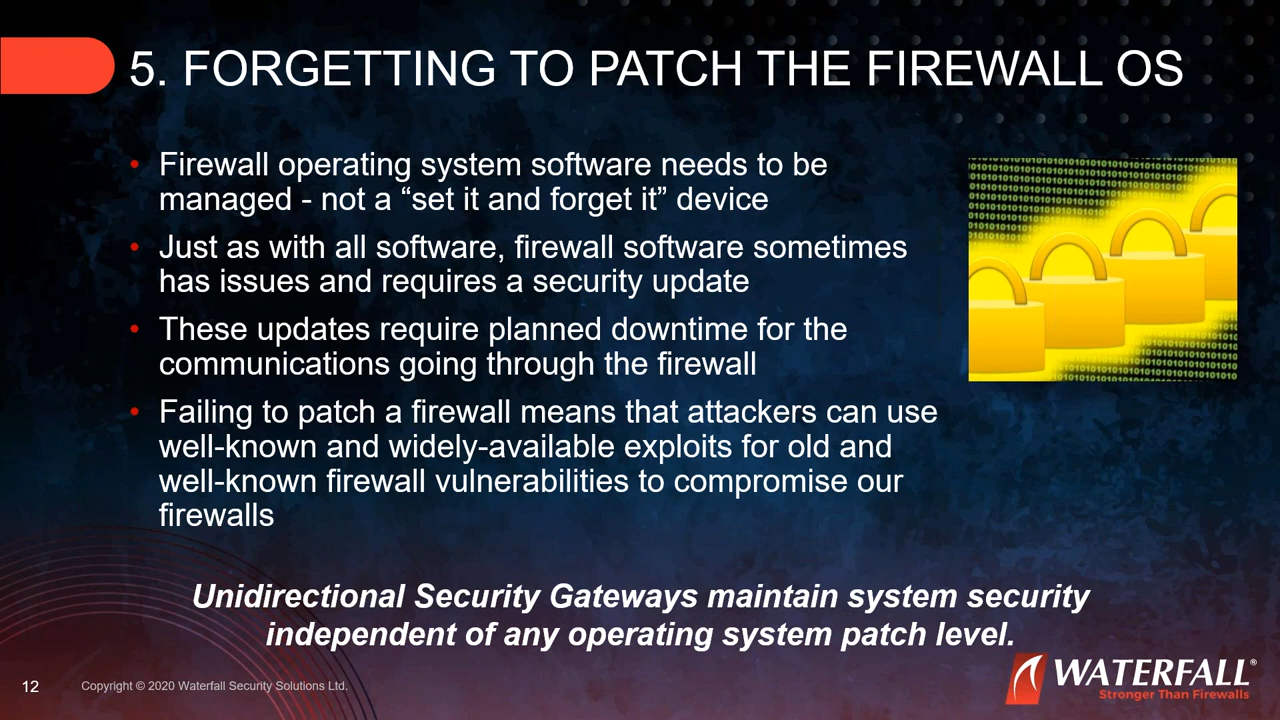 5. FORGETTING TO PATCH THE FIREWALL OS
• Firewall operating system software needs to be
managed - not a “set it and forget it” device
• Just as with all software, firewall software sometimes
has issues and requires a security update
• These updates require planned downtime for the
communications going through the firewall
• Failing to patch a firewall means that attackers can use
well-known and widely-available exploits for old and
well-known firewall vulnerabilities to compromise our
firewalls
Unidirectional Security Gateways maintain system security
independent of any operating system patch level.
12
Copyright © 2020 Waterfall Security Solutions Ltd.
WATERFALL®
Stronger Than Firewalls